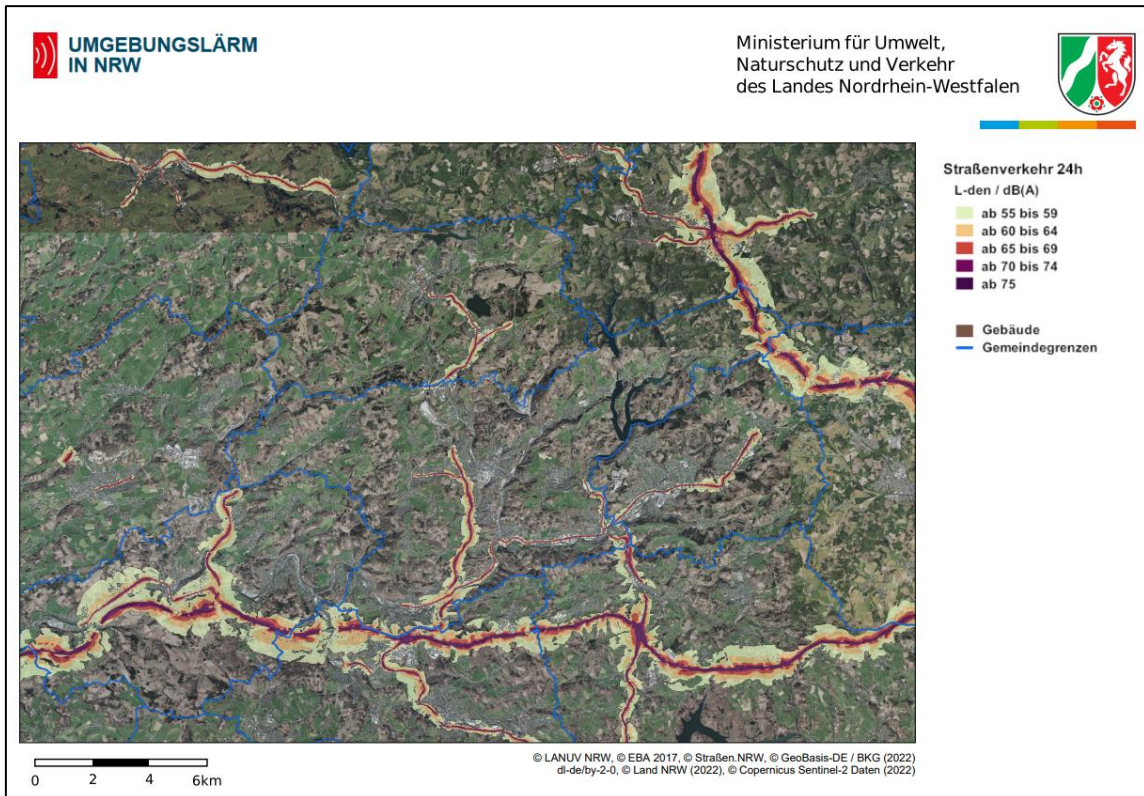 UMGEBUNGSLÄRM
IN NRW
Ministerium für Umwelt,
Naturschutz und Verkehr
des Landes Nordrhein-Westfalen
Straßenverkehr 24h
L-den / dB(A)
ab 55 bis 59
ab 60 bis 64
ab 65 bis 69
ab 70 bis 74
ab 75
Gebäude
Gemeindegrenzen
0 2 4 6km
© LANUV NRW, © EBA 2017, © Straßen.NRW, © GeoBasis-DE / BKG (2022)
dl-de/by-2-0, © Land NRW (2022), © Copernicus Sentinel-2 Daten (2022)